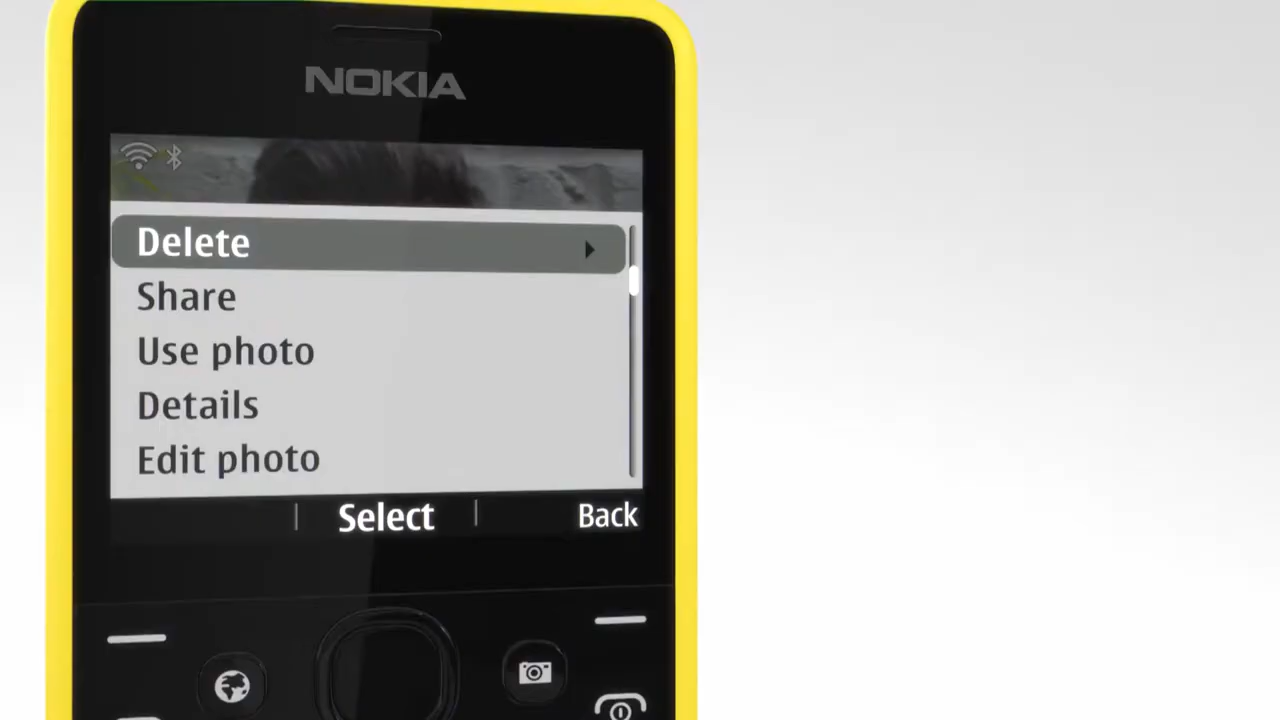 NOKIA
Delete
Share
Use photo
Details
Edit photo
Select
Back